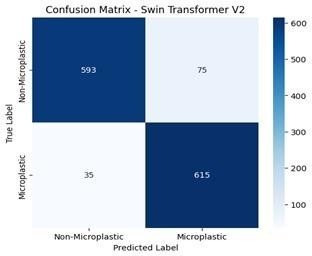 Confusion Matrix - Swin Transformer V2
Non-Microplastic
593
75
Microplastic
35
615
Non-Microplastic
Microplastic
True Label
Predicted Label
600
500
400
300
200
100